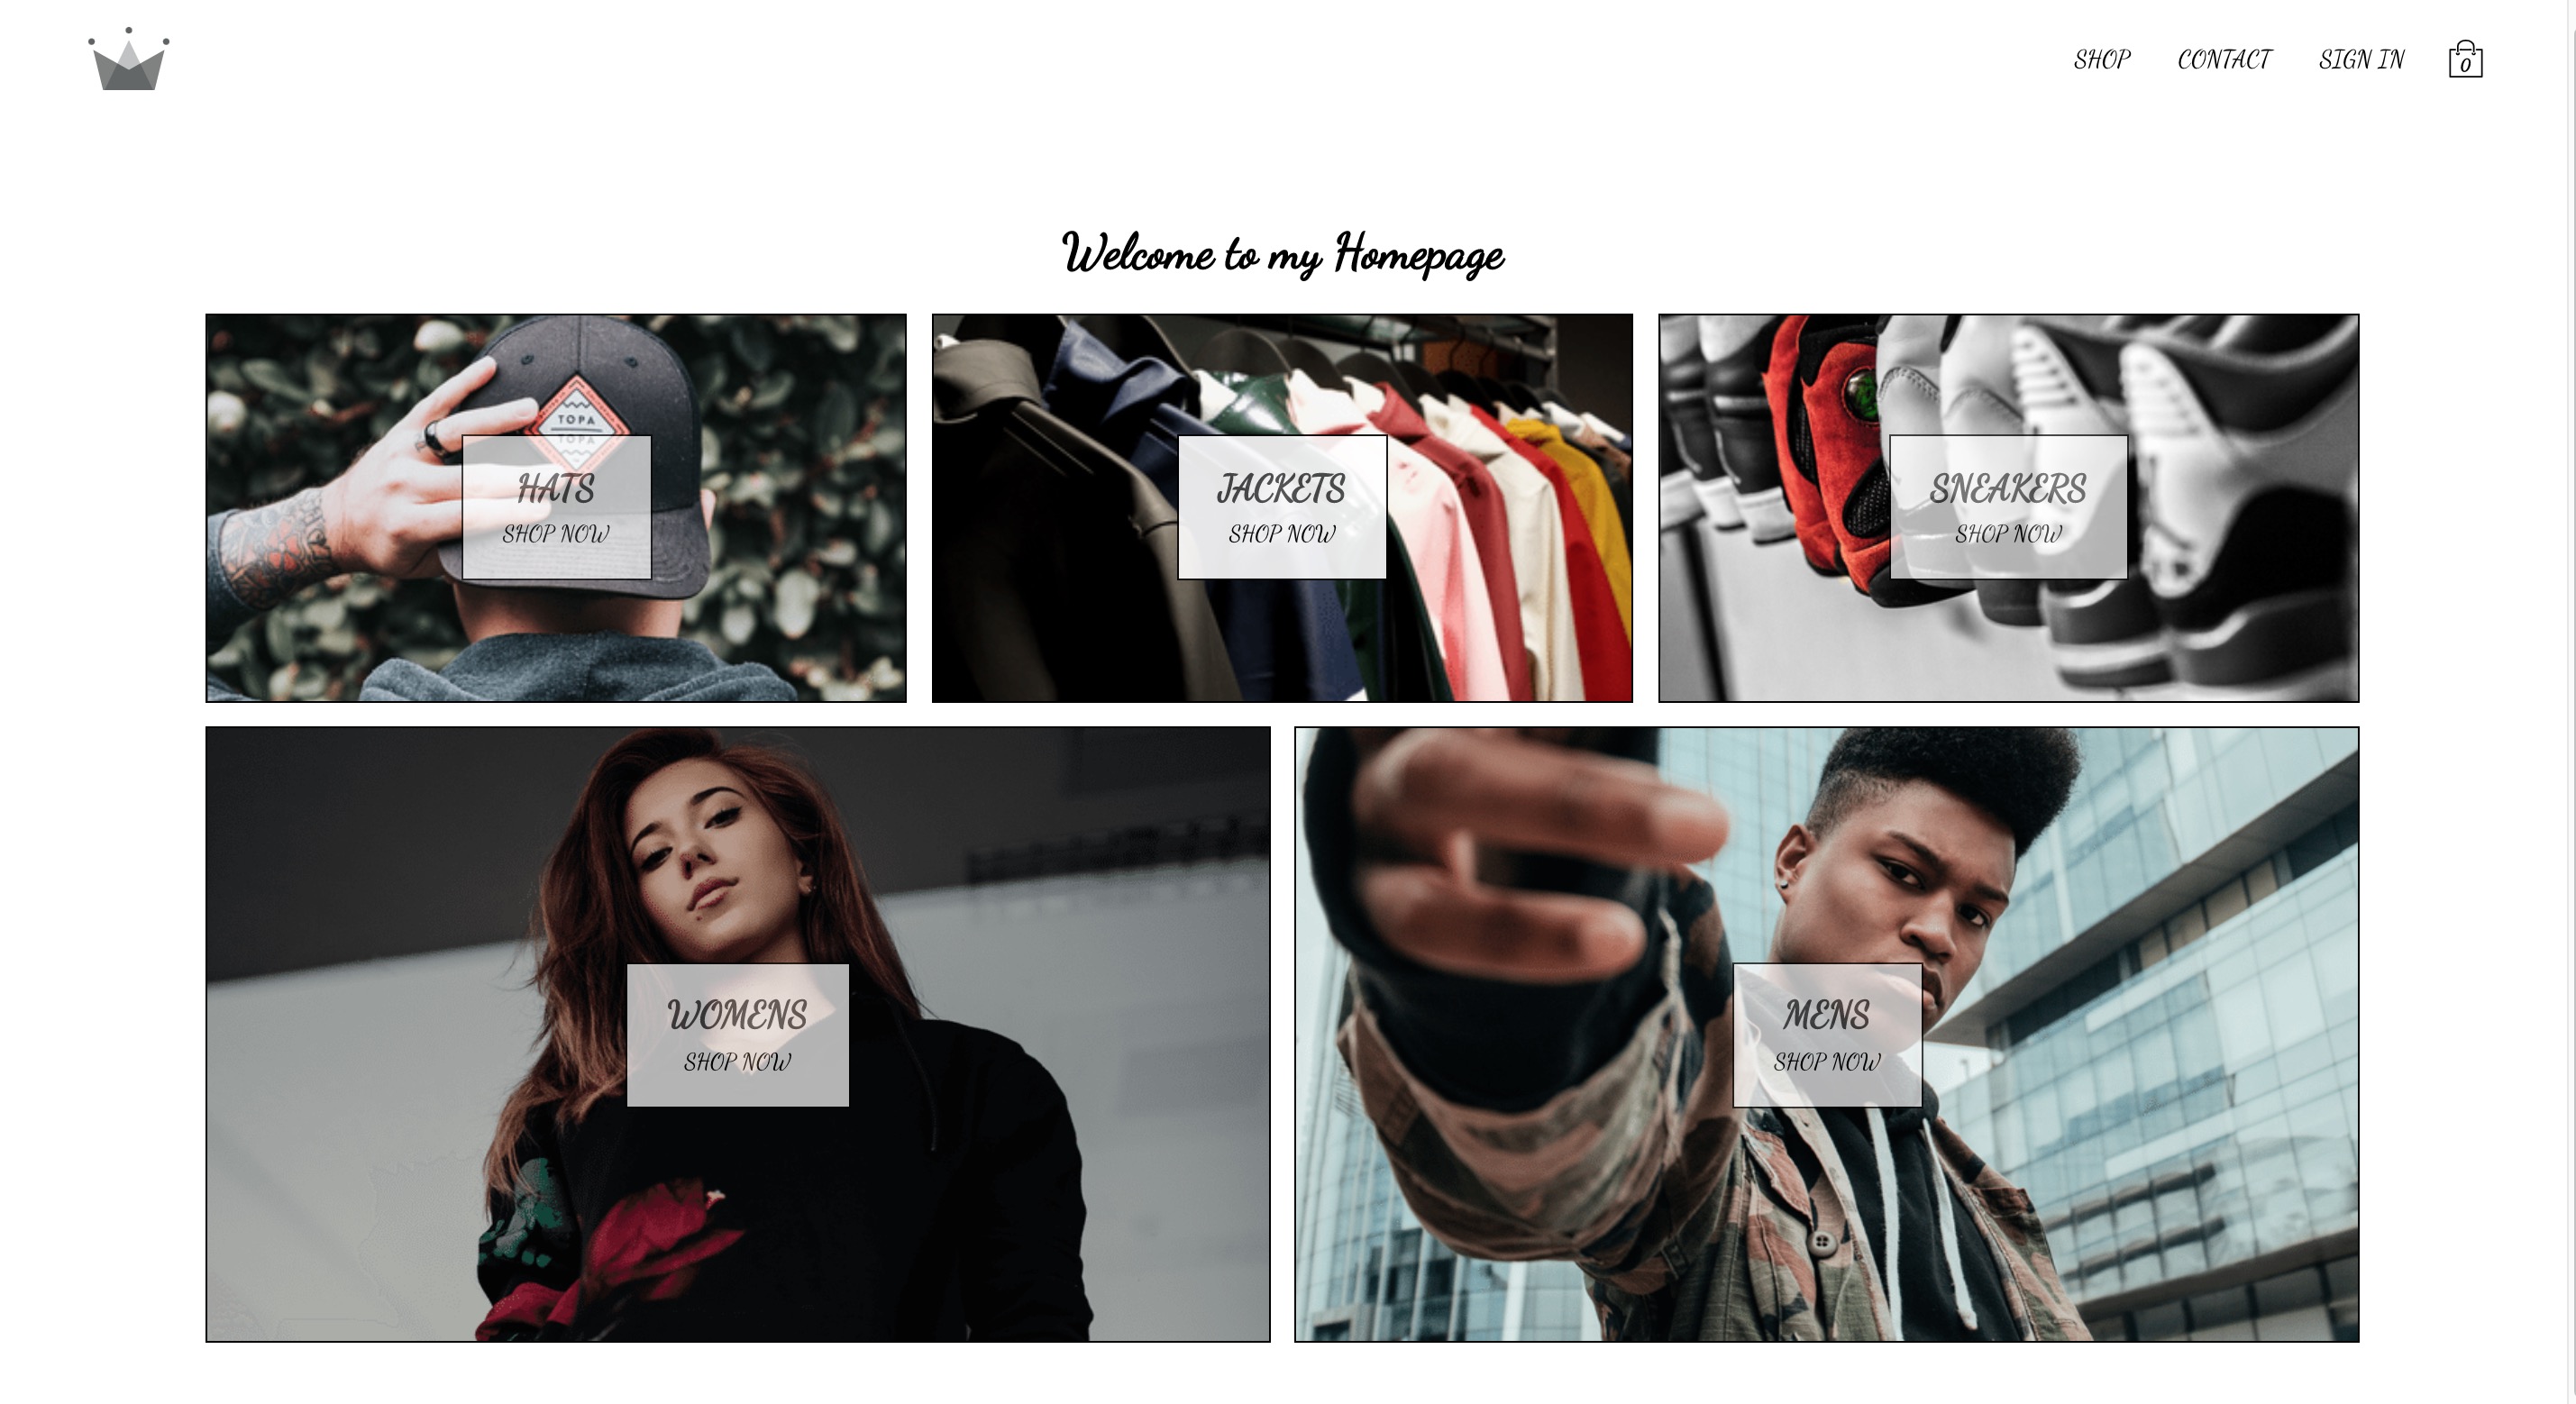 SHOP CONTACT SIGN IN 0
Welcome to my Homepage
TOPA
TOPA
HATS
SHOP NOW
JACKETS
SHOP NOW
SNEAKERS
SHOP NOW
WOMENS
SHOP NOW
MENS
SHOP NOW